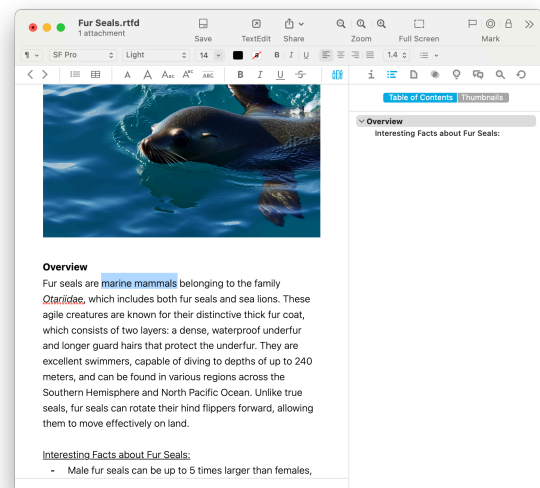 Fur Seals.rtfd
1 attachment
Save
TextEdit
Share
Zoom
Full Screen
Mark
SF Pro
Light
14
B I U
1.4
A A Aac Aᴮᶜ ABC B I U S
Table of Contents
Thumbnails
Overview
Interesting Facts about Fur Seals:
Overview
Fur seals are marine mammals belonging to the family
Otariidae, which includes both fur seals and sea lions. These
agile creatures are known for their distinctive thick fur coat,
which consists of two layers: a dense, waterproof underfur
and longer guard hairs that protect the underfur. They are
excellent swimmers, capable of diving to depths of up to 240
meters, and can be found in various regions across the
Southern Hemisphere and North Pacific Ocean. Unlike true
seals, fur seals can rotate their hind flippers forward, allowing
them to move effectively on land.
Interesting Facts about Fur Seals:
- Male fur seals can be up to 5 times larger than females,